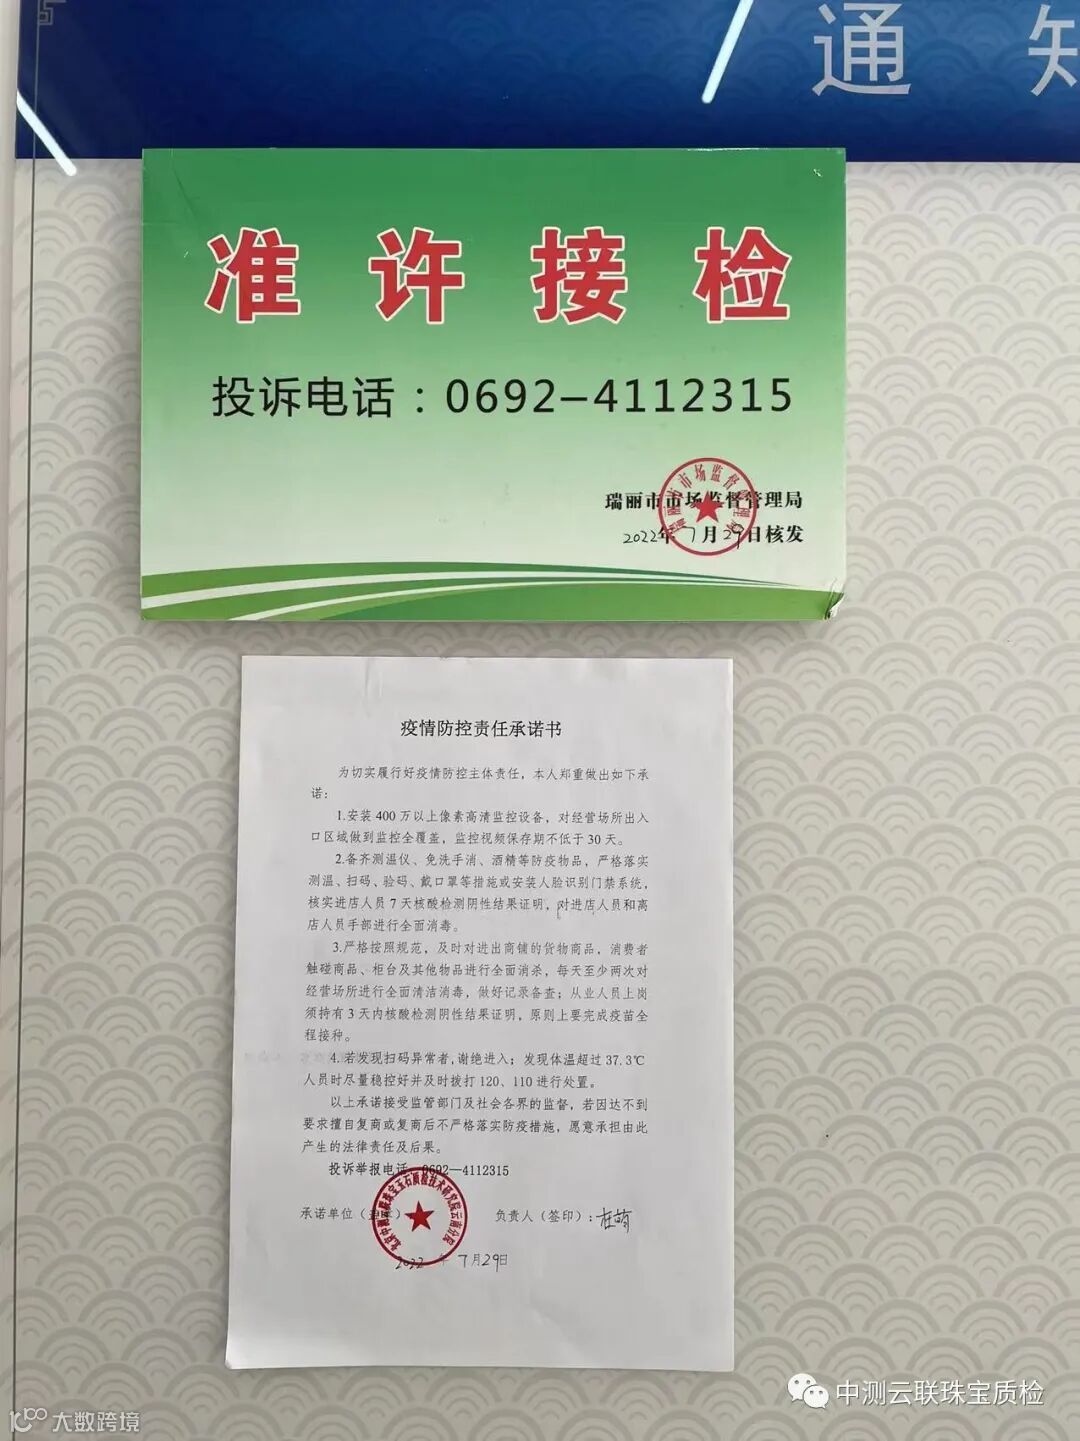 通 知
准许接检
投诉电话：0692-4112315
瑞丽市市场监督管理局
2022年7月29日核发
疫情防控责任承诺书
为切实履行好疫情防控主体责任，本人郑重做出如下承
诺：
1.安装400万以上像素高清监控设备，对经营场所出入
口区域做到监控全覆盖，监控视频保存期不低于30天。
2.备齐测温仪、免洗手消、酒精等防疫物品，严格落实
测温、扫码、验码、戴口罩等措施或安装人脸识别门禁系统，
核实进店人员7天核酸检测阴性结果证明，对进店人员和离
店人员手部进行全面消毒。
3.严格按照规范，及时对进出商铺的货物商品，消费者
触碰商品、柜台及其他物品进行全面消杀，每天至少两次对
经营场所进行全面清洁消毒，做好记录备查；从业人员上岗
须持有3天内核酸检测阴性结果证明，原则上要完成疫苗全
程接种。
4.若发现扫码异常者，谢绝进入；发现体温超过37.3℃
人员时尽量稳控好并及时拨打120、110进行处置。
以上承诺接受监管部门及社会各界的监督，若因达不到
要求擅自复商或复商后不严格落实防疫措施，愿意承担由此
产生的法律责任及后果。
投诉举报电话：0692—4112315
承诺单位（盖章）
负责人（签印）：杜萌
2022年7月29日
中测云联珠宝质检
大数跨境